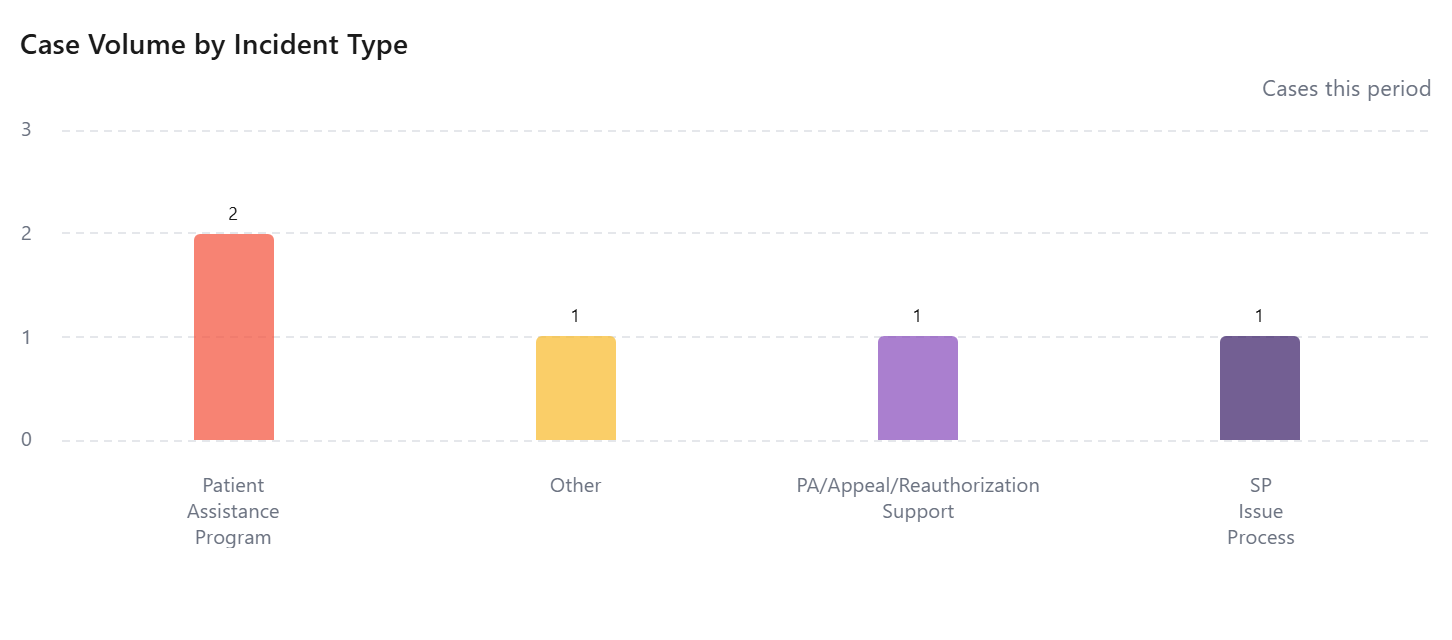 Case Volume by Incident Type
Cases this period
3
2
1
0
2
1
1
1
Patient
Assistance
Program
Other
PA/Appeal/Reauthorization
Support
SP
Issue
Process